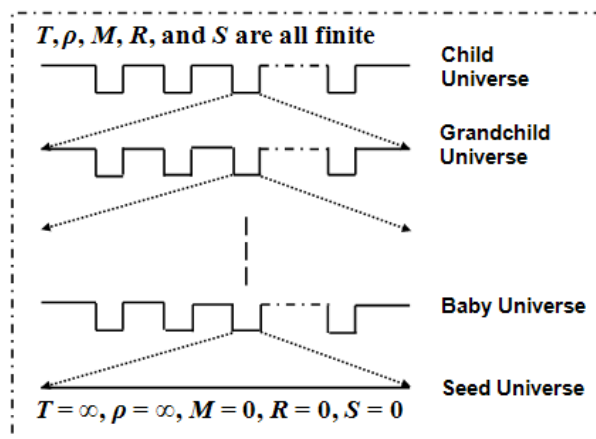 T, ρ, M, R, and S are all finite
Child
Universe
Grandchild
Universe
Baby Universe
Seed Universe
T = ∞, ρ = ∞, M = 0, R = 0, S = 0